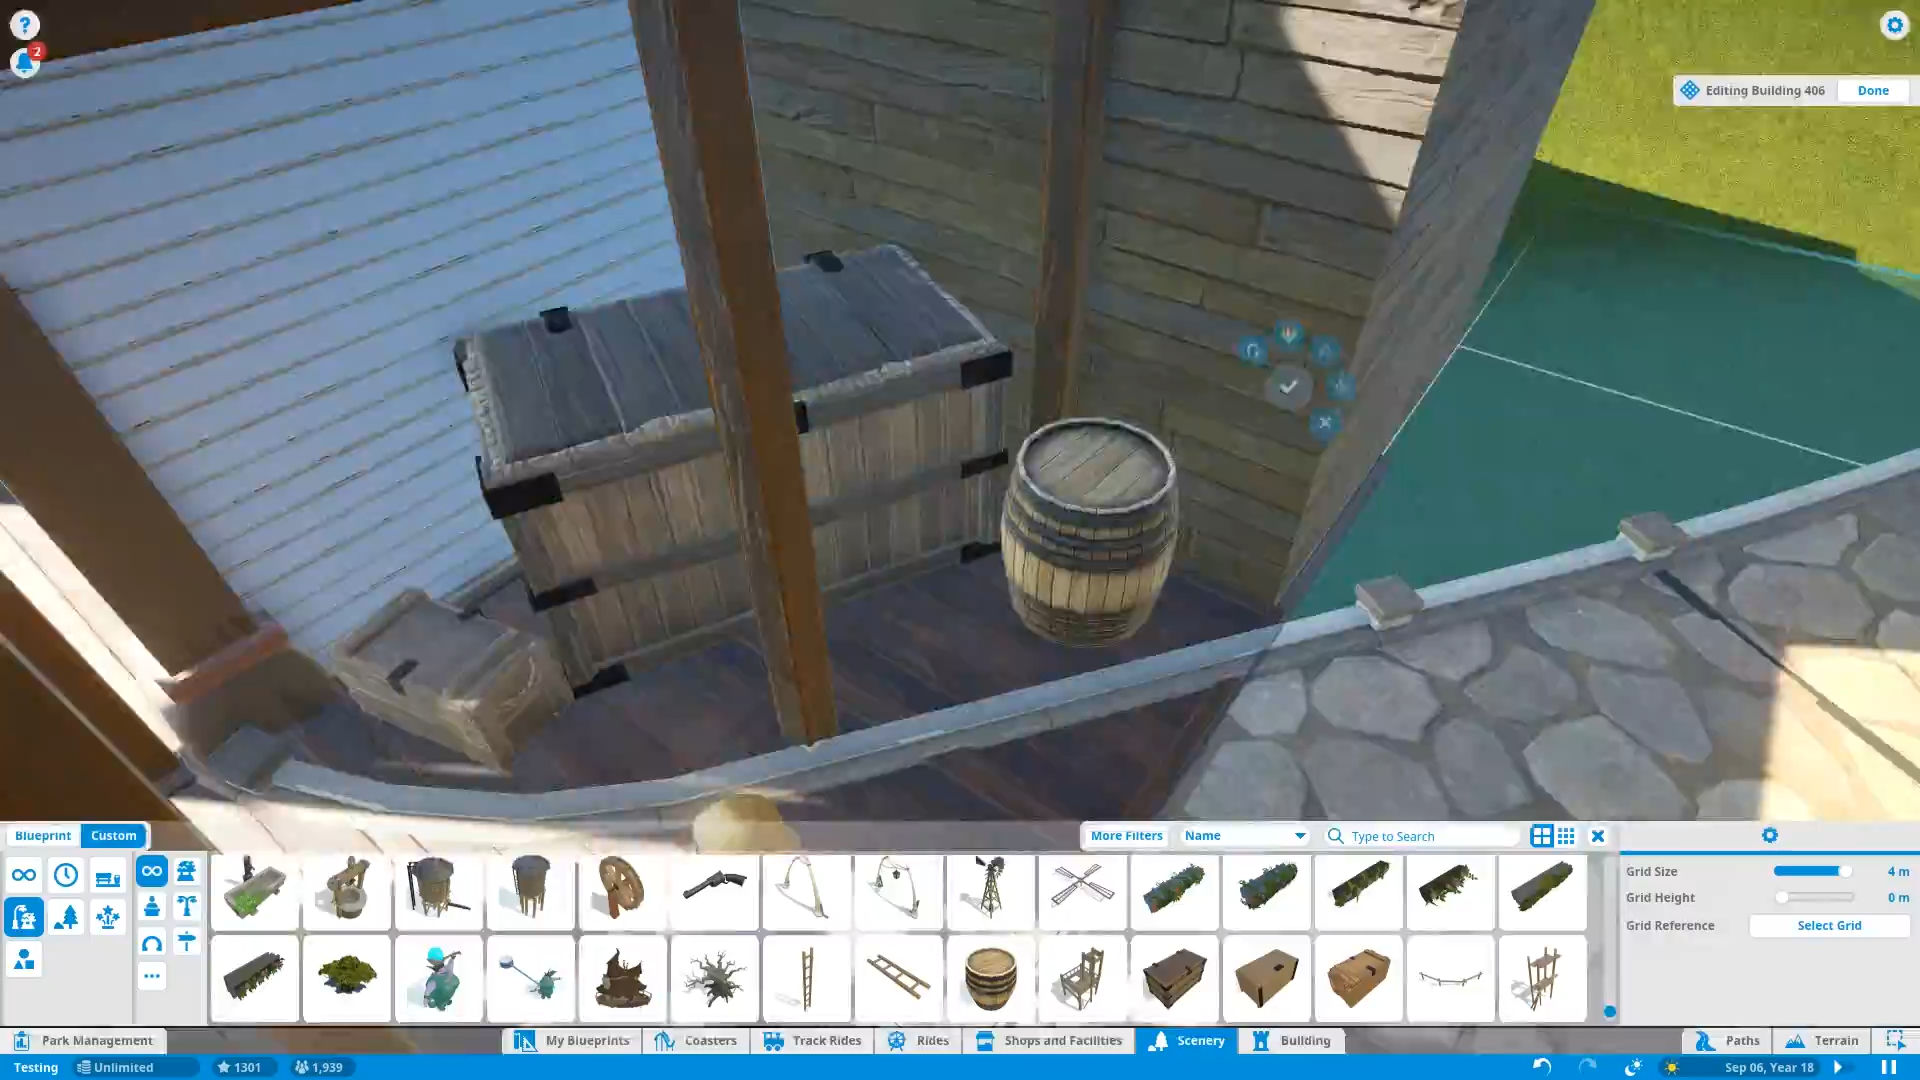 ?
2
Editing Building 406
Done
Blueprint
Custom
More Filters
Name
Type to Search
Grid Size
4 m
Grid Height
0 m
Grid Reference
Select Grid
Park Management
My Blueprints
Coasters
Track Rides
Rides
Shops and Facilities
Scenery
Building
Paths
Terrain
Testing
Unlimited
1301
1,939
Sep 06, Year 18